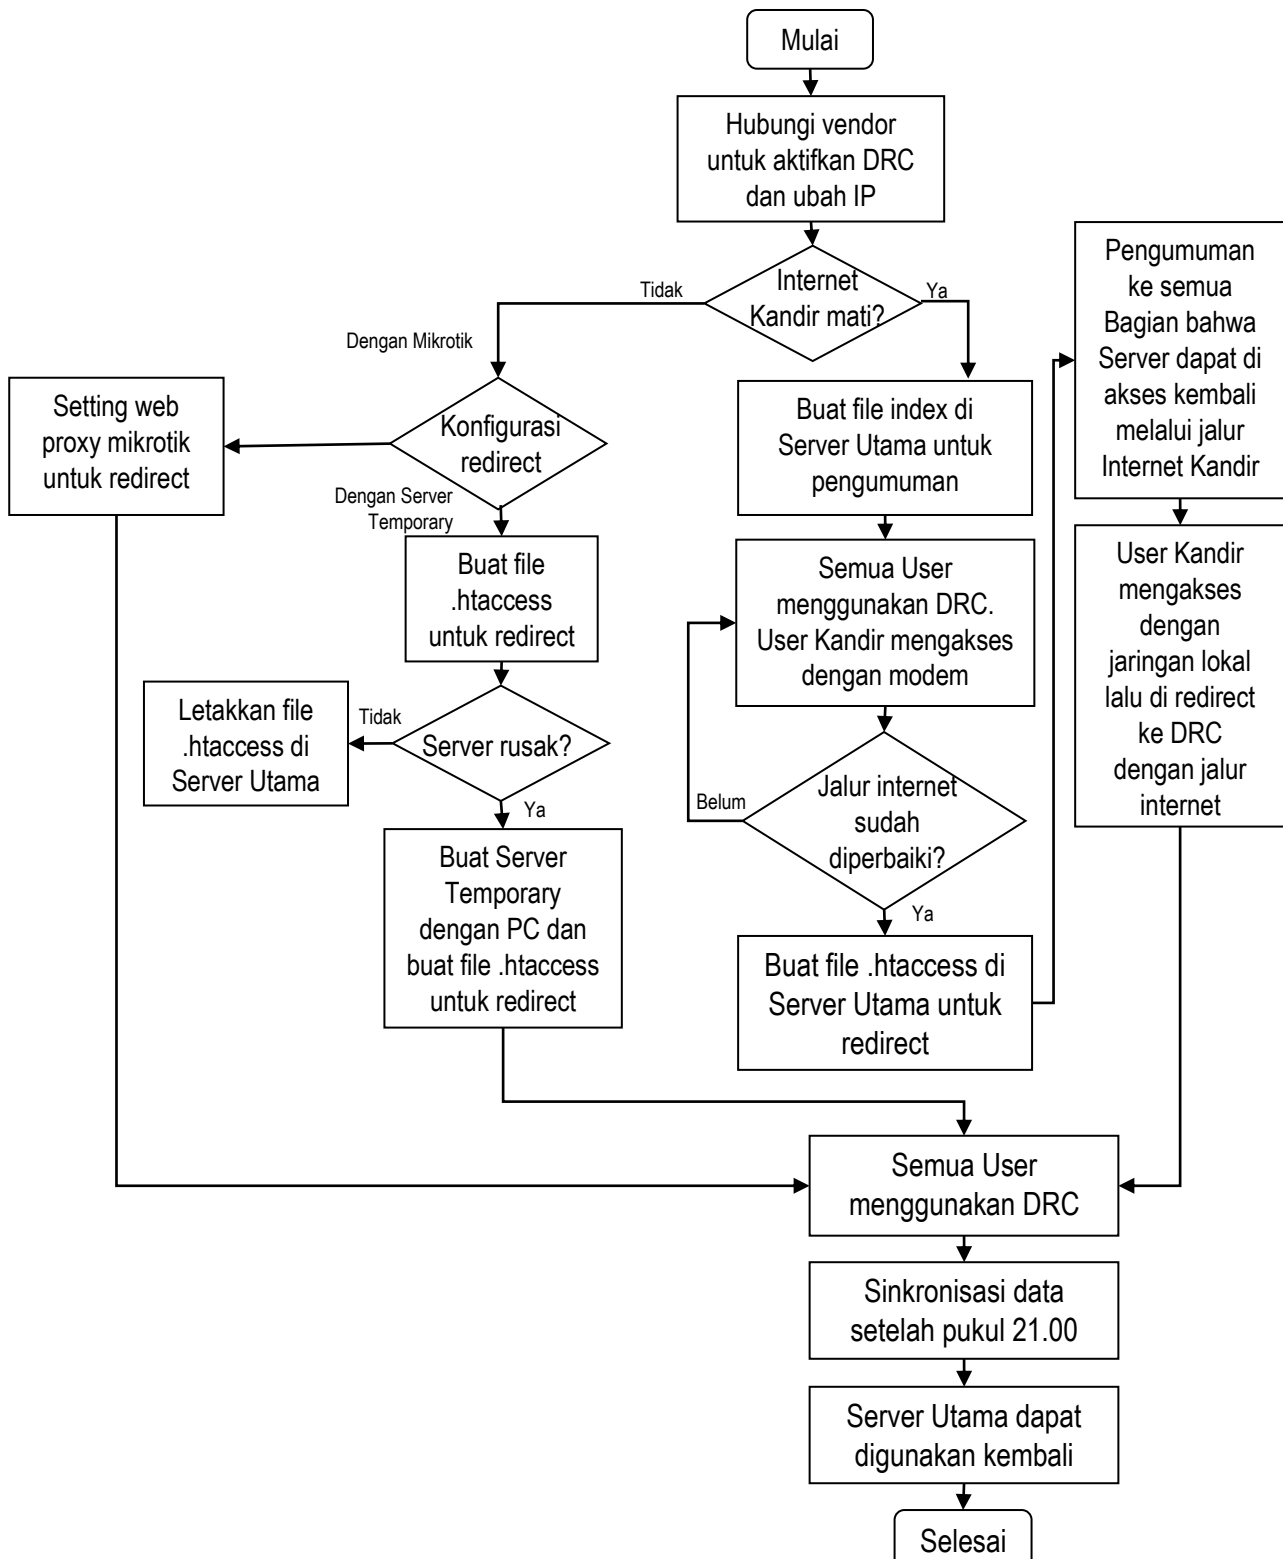 Mulai
Hubungi vendor
untuk aktifkan DRC
dan ubah IP
Internet
Kandir mati?
Tidak
Ya
Dengan Mikrotik
Konfigurasi
redirect
Setting web
proxy mikrotik
untuk redirect
Dengan Server
Temporary
Buat file
.htaccess
untuk redirect
Server rusak?
Tidak
Letakkan file
.htaccess di
Server Utama
Ya
Buat Server
Temporary
dengan PC dan
buat file .htaccess
untuk redirect
Buat file index di
Server Utama untuk
pengumuman
Semua User
menggunakan DRC.
User Kandir mengakses
dengan modem
Jalur internet
sudah
diperbaiki?
Belum
Ya
Buat file .htaccess di
Server Utama untuk
redirect
Pengumuman
ke semua
Bagian bahwa
Server dapat di
akses kembali
melalui jalur
Internet Kandir
User Kandir
mengakses
dengan
jaringan lokal
lalu di redirect
ke DRC
dengan jalur
internet
Semua User
menggunakan DRC
Sinkronisasi data
setelah pukul 21.00
Server Utama dapat
digunakan kembali
Selesai